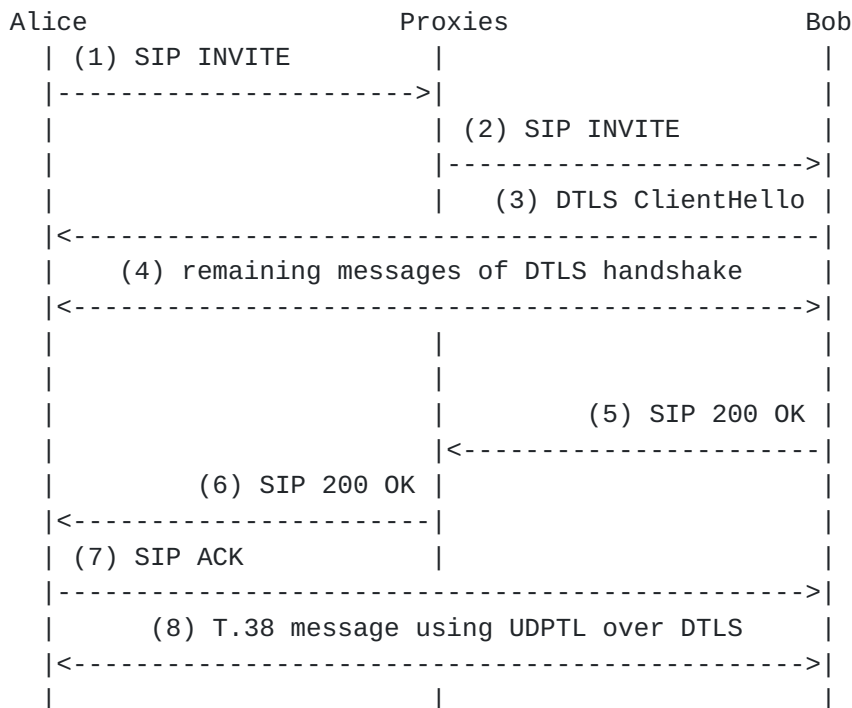 Alice Proxies Bob
(1) SIP INVITE
(2) SIP INVITE
(3) DTLS ClientHello
(4) remaining messages of DTLS handshake
(5) SIP 200 OK
(6) SIP 200 OK
(7) SIP ACK
(8) T.38 message using UDPTL over DTLS